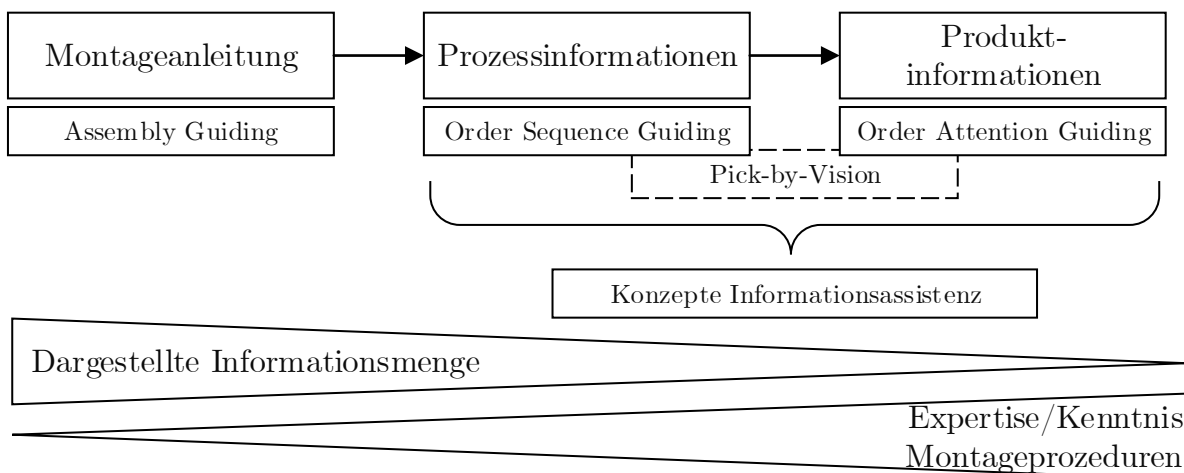 Montageanleitung
Prozessinformationen
Produkt-
informationen
Assembly Guiding
Order Sequence Guiding
Order Attention Guiding
Pick-by-Vision
Konzepte Informationsassistenz
Dargestellte Informationsmenge
Expertise/Kenntnis
Montageprozeduren